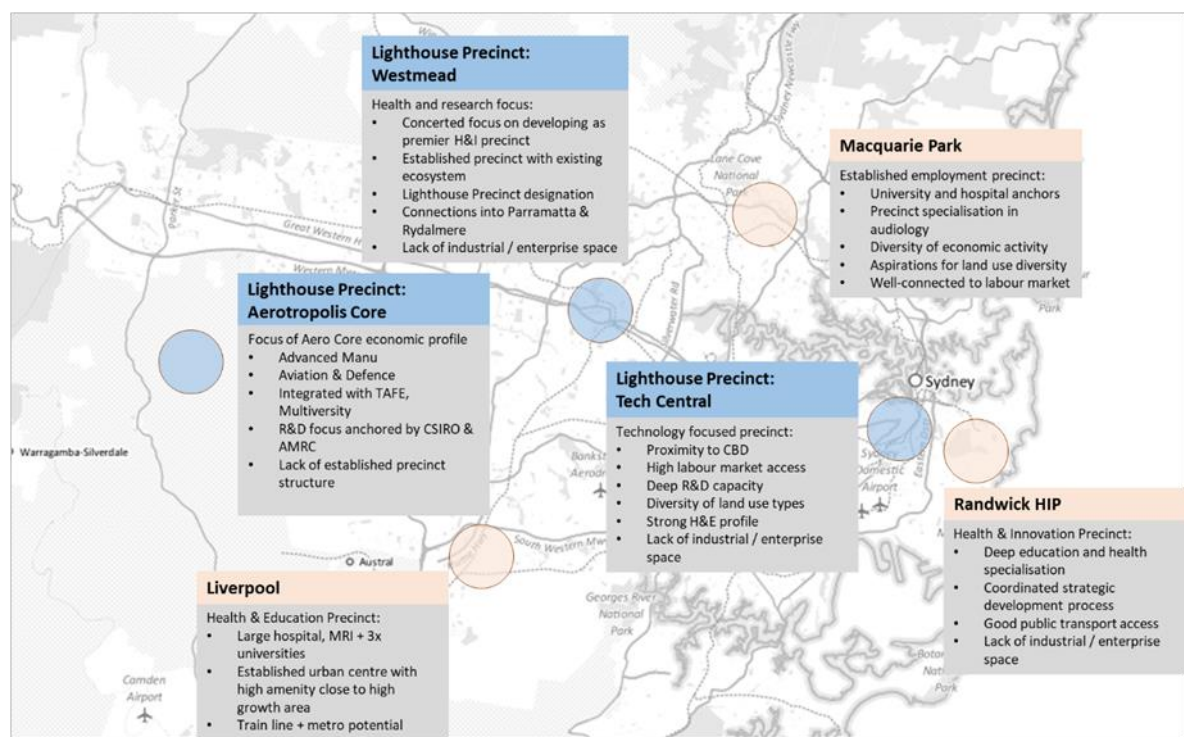 Lighthouse Precinct:
Westmead
Health and research focus:
• Concerted focus on developing as
premier H&I precinct
• Established precinct with existing
ecosystem
• Lighthouse Precinct designation
• Connections into Parramatta &
Rydalmere
• Lack of industrial / enterprise space
Macquarie Park
Established employment precinct:
• University and hospital anchors
• Precinct specialisation in
audiology
• Diversity of economic activity
• Aspirations for land use diversity
• Well-connected to labour market
Lighthouse Precinct:
Aerotropolis Core
Focus of Aero Core economic profile
• Advanced Manu
• Aviation & Defence
• Integrated with TAFE,
Multiversity
• R&D focus anchored by CSIRO &
AMRC
• Lack of established precinct
structure
Lighthouse Precinct:
Tech Central
Technology focused precinct:
• Proximity to CBD
• High labour market access
• Deep R&D capacity
• Diversity of land use types
• Strong H&E profile
• Lack of industrial / enterprise
space
Randwick HIP
Health & Innovation Precinct:
• Deep education and health
specialisation
• Coordinated strategic
development process
• Good public transport access
• Lack of industrial / enterprise
space
Liverpool
Health & Education Precinct:
• Large hospital, MRI + 3x
universities
• Established urban centre with
high amenity close to high
growth area
• Train line + metro potential
Sydney Newcastle Fwy
Lane Cove
National
Park
Parker St
Great Western
Sydney
Warragamba-Silverdale
Domestic
Airport
Austral
South Western
Georges River
National
Park
Camden
Airport
Park